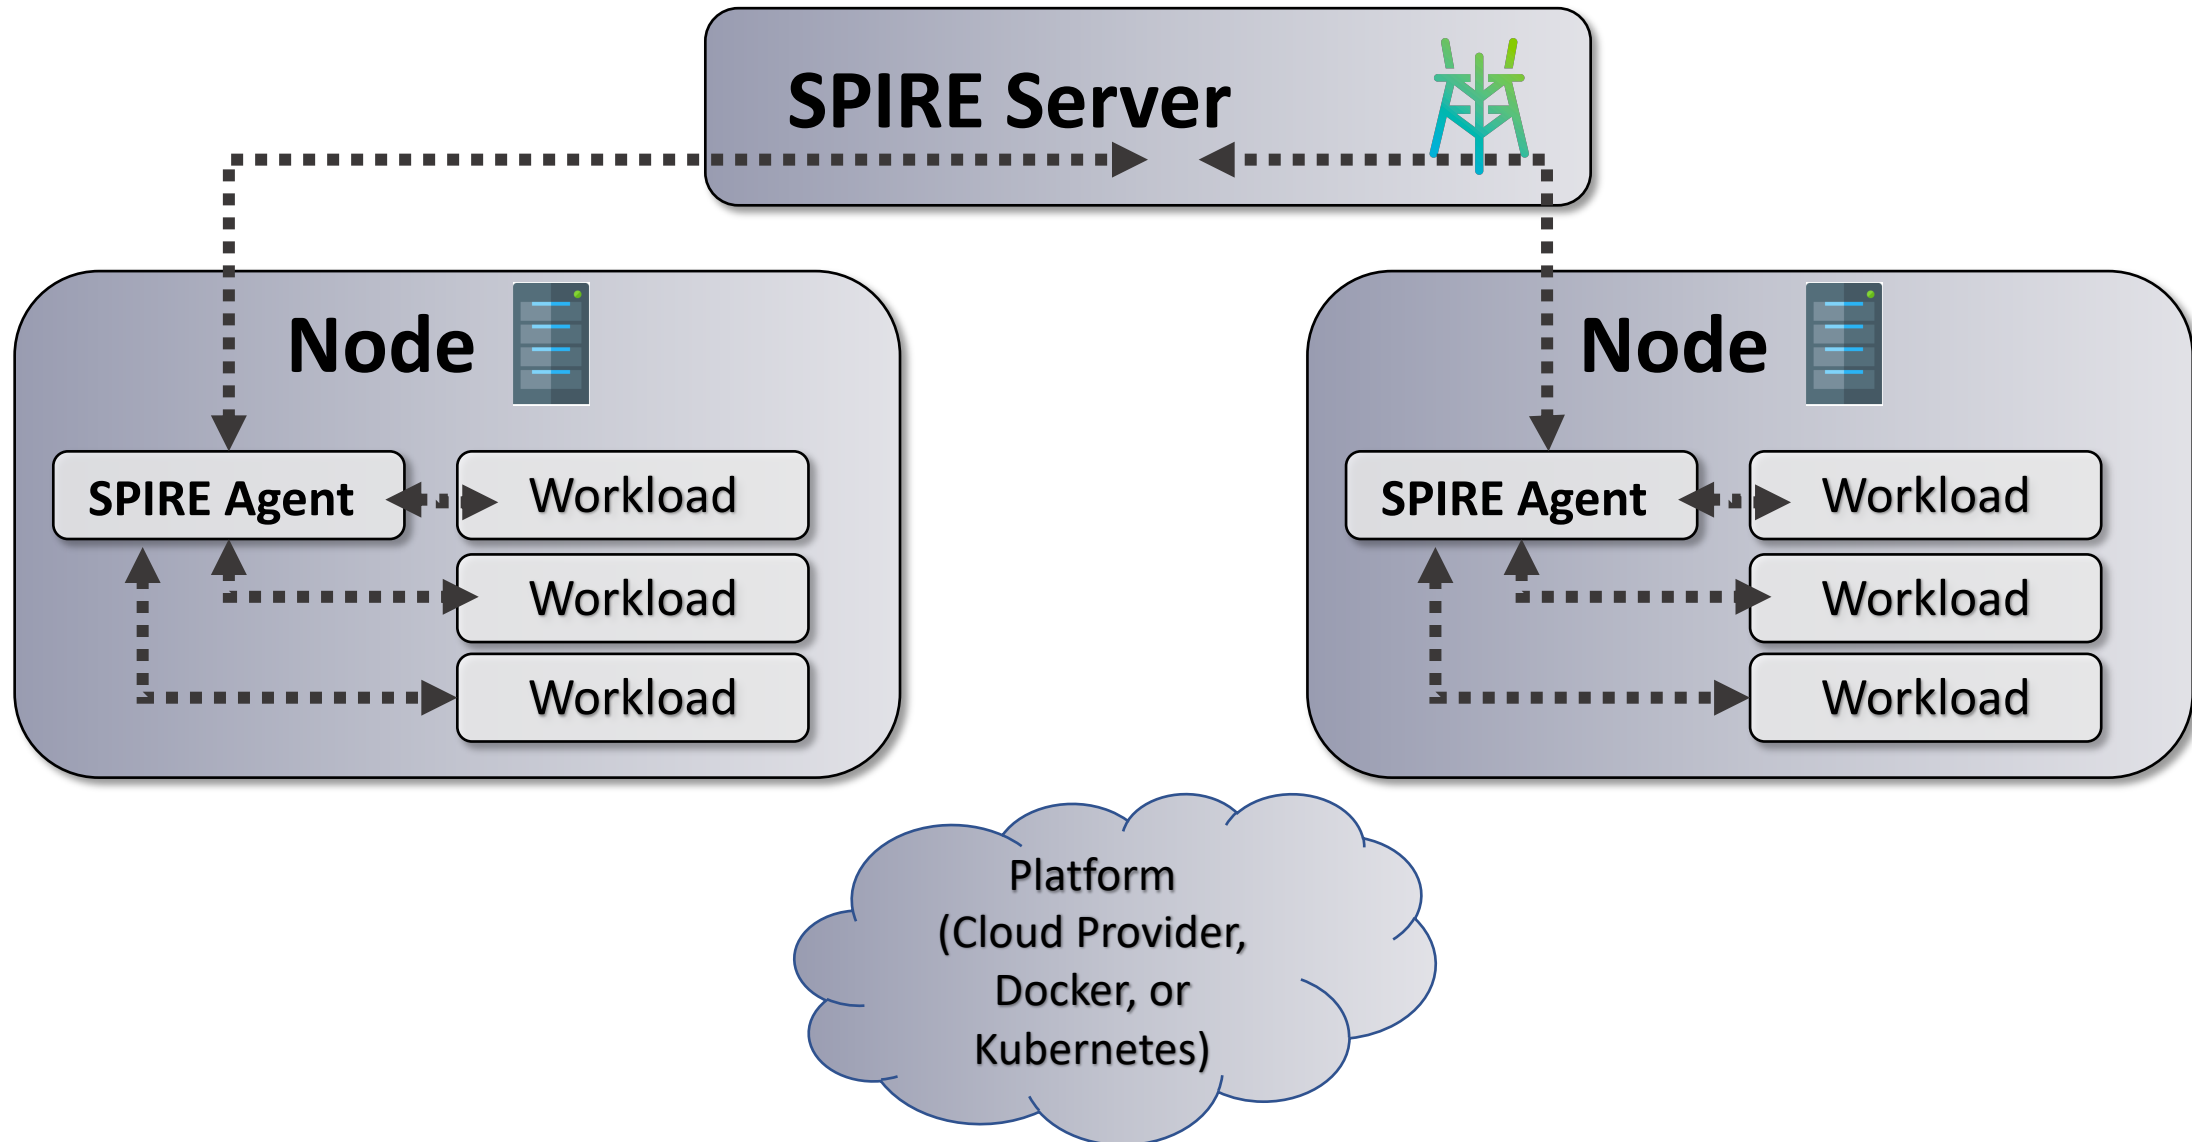 SPIRE Server
Node
SPIRE Agent
Workload
Workload
Workload
Node
SPIRE Agent
Workload
Workload
Workload
Platform
(Cloud Provider,
Docker, or
Kubernetes)